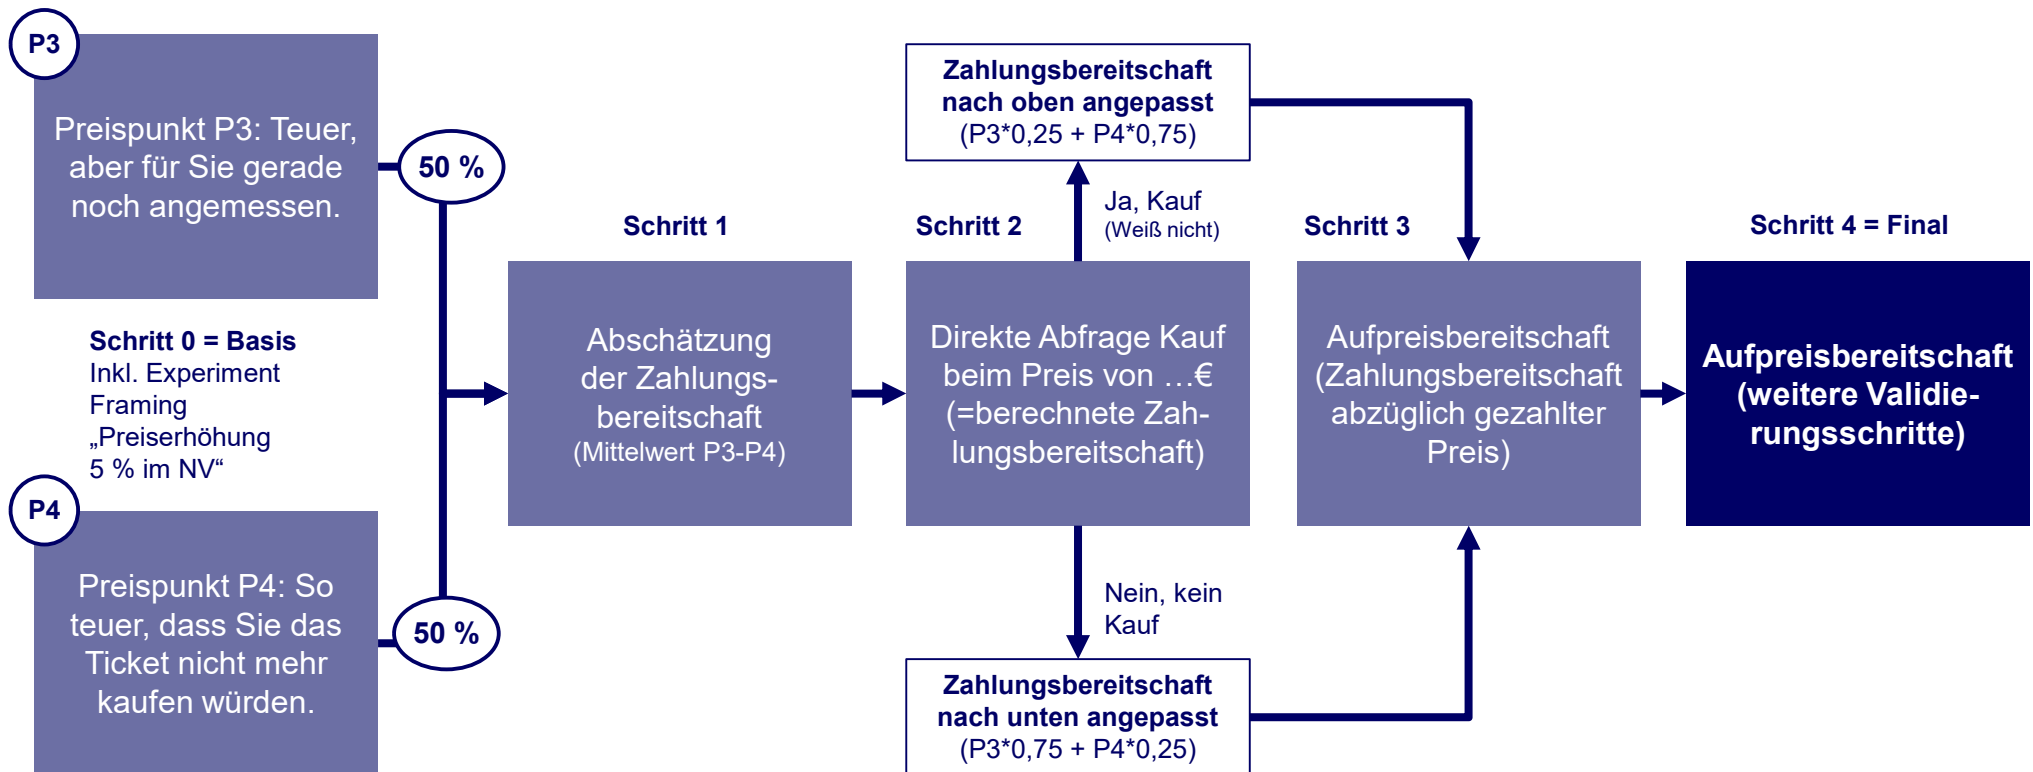 P3
Preispunkt P3: Teuer,
aber für Sie gerade
noch angemessen.
50 %
Schritt 0 = Basis
Inkl. Experiment
Framing
„Preiserhöhung
5 % im NV“
P4
Preispunkt P4: So
teuer, dass Sie das
Ticket nicht mehr
kaufen würden.
50 %
Schritt 1
Abschätzung
der Zahlungs-
bereitschaft
(Mittelwert P3-P4)
Zahlungsbereitschaft
nach oben angepasst
(P3*0,25 + P4*0,75)
Ja, Kauf
(Weiß nicht)
Schritt 2
Direkte Abfrage Kauf
beim Preis von …€
(=berechnete Zah-
lungsbereitschaft)
Nein, kein
Kauf
Zahlungsbereitschaft
nach unten angepasst
(P3*0,75 + P4*0,25)
Schritt 3
Aufpreisbereitschaft
(Zahlungsbereitschaft
abzüglich gezahlter
Preis)
Schritt 4 = Final
Aufpreisbereitschaft
(weitere Validie-
rungsschritte)